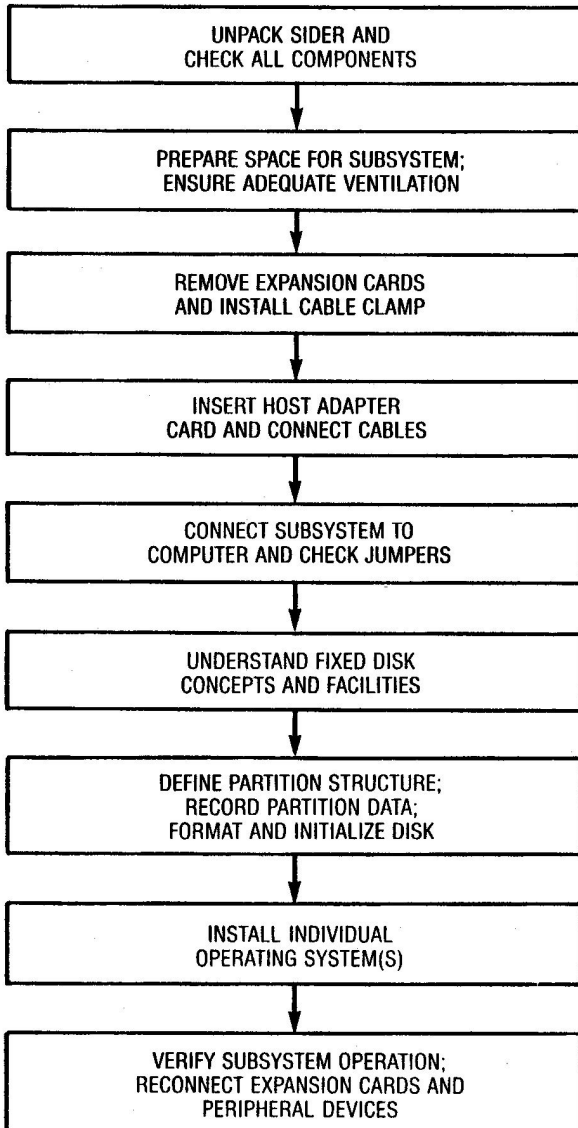 UNPACK SIDER AND
CHECK ALL COMPONENTS
PREPARE SPACE FOR SUBSYSTEM;
ENSURE ADEQUATE VENTILATION
REMOVE EXPANSION CARDS
AND INSTALL CABLE CLAMP
INSERT HOST ADAPTER
CARD AND CONNECT CABLES
CONNECT SUBSYSTEM TO
COMPUTER AND CHECK JUMPERS
UNDERSTAND FIXED DISK
CONCEPTS AND FACILITIES
DEFINE PARTITION STRUCTURE;
RECORD PARTITION DATA;
FORMAT AND INITIALIZE DISK
INSTALL INDIVIDUAL
OPERATING SYSTEM(S)
VERIFY SUBSYSTEM OPERATION;
RECONNECT EXPANSION CARDS AND
PERIPHERAL DEVICES